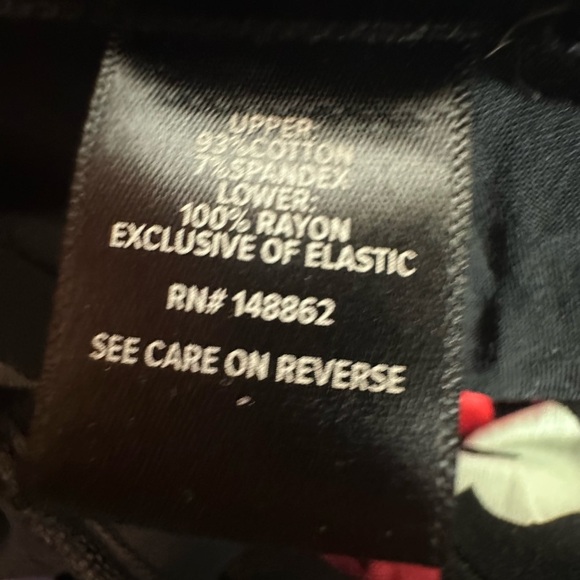 UPPER:
93%COTTON
7%SPANDEX
LOWER:
100% RAYON
EXCLUSIVE OF ELASTIC
RN# 148862
SEE CARE ON REVERSE